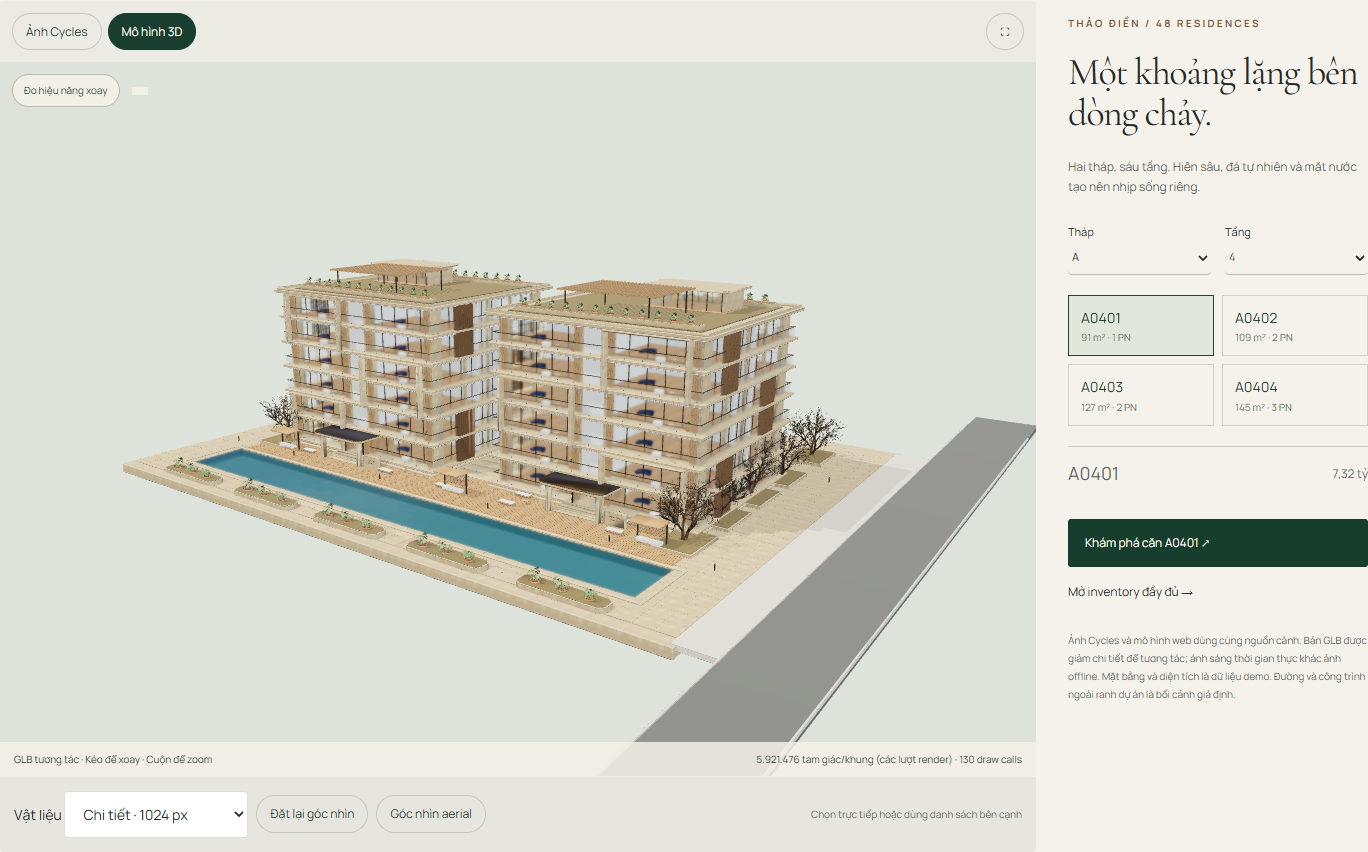 Ảnh Cycles
Mô hình 3D
Đo hiệu năng xoay
THẢO ĐIỀN / 48 RESIDENCES
Một khoảng lặng bên
dòng chảy.
Hai tháp, sáu tầng. Hiên sâu, đá tự nhiên và mặt nước
tạo nên nhịp sống riêng.
Tháp
Tầng
A
4
A0401
91 m² · 1 PN
A0402
109 m² · 2 PN
A0403
127 m² · 2 PN
A0404
145 m² · 3 PN
A0401
7,32 tỷ
Khám phá căn A0401 ↗
Mở inventory đầy đủ →
Ảnh Cycles và mô hình web dùng cùng nguồn cảnh. Bản GLB được
giảm chi tiết để tương tác; ánh sáng thời gian thực khác ảnh
offline. Mặt bằng và diện tích là dữ liệu demo. Đường và công trình
ngoài ranh dự án là bối cảnh giả định.
GLB tương tác · Kéo để xoay · Cuộn để zoom
5.921.476 tam giác/khung (các lượt render) · 130 draw calls
Vật liệu
Chi tiết · 1024 px
Đặt lại góc nhìn
Góc nhìn aerial
Chọn trực tiếp hoặc dùng danh sách bên cạnh